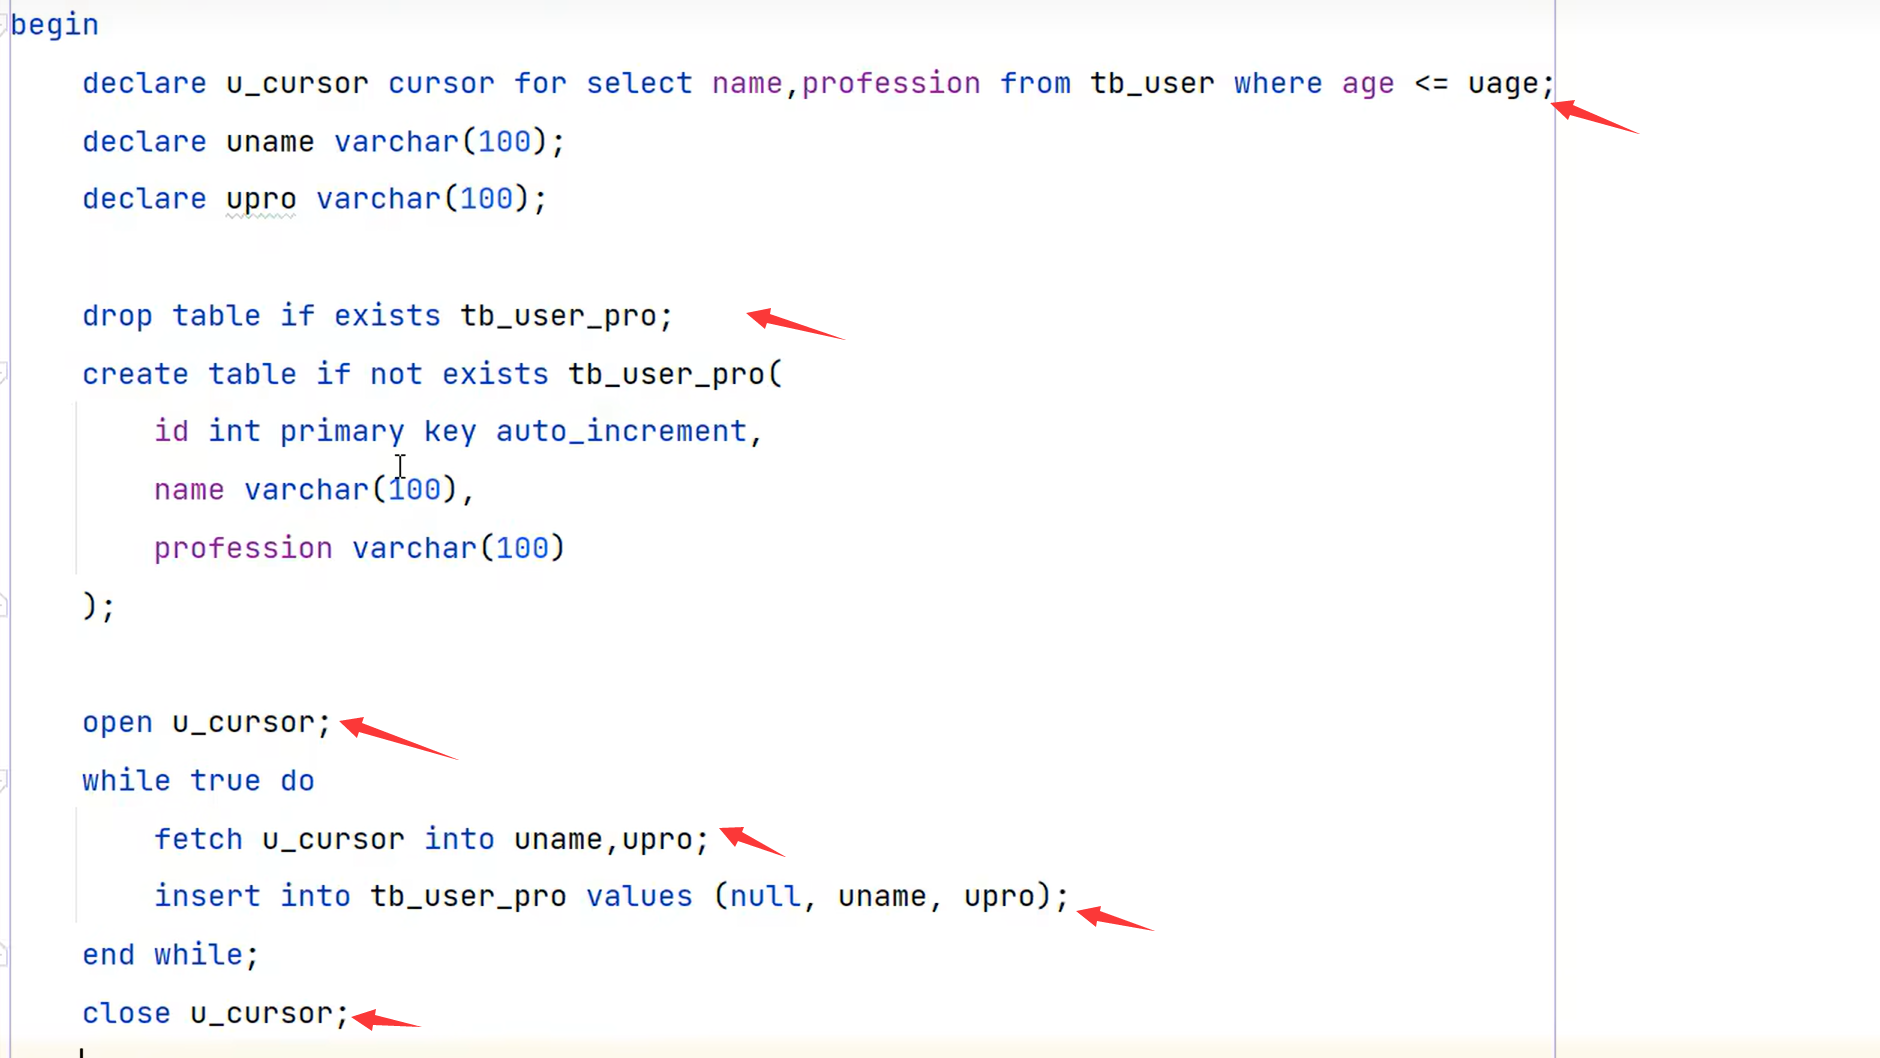 begin
    declare u_cursor cursor for select name,profession from tb_user where age <= uage;
    declare uname varchar(100);
    declare upro varchar(100);
    drop table if exists tb_user_pro;
    create table if not exists tb_user_pro(
        id int primary key auto_increment,
        name varchar(100),
        profession varchar(100)
    );
    open u_cursor;
    while true do
        fetch u_cursor into uname,upro;
        insert into tb_user_pro values (null, uname, upro);
    end while;
    close u_cursor;